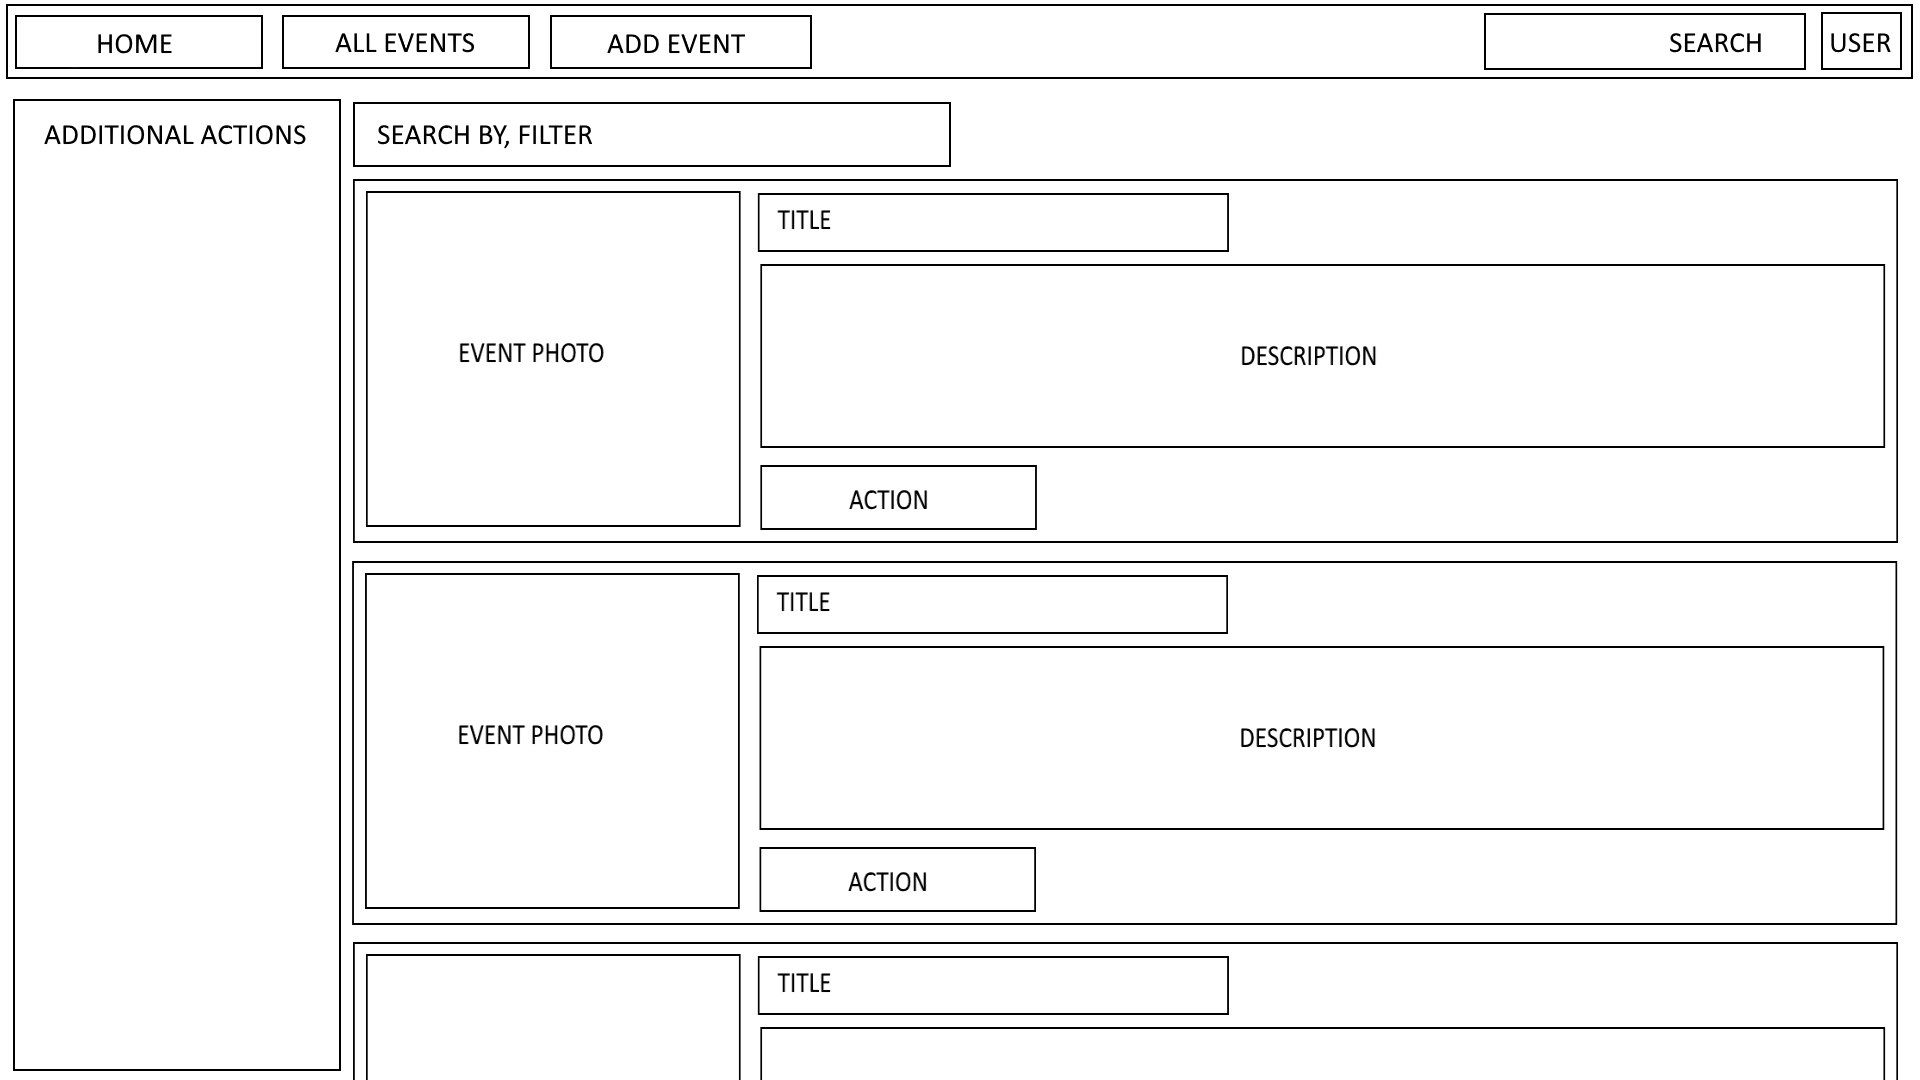 HOME
ALL EVENTS
ADD EVENT
SEARCH
USER
ADDITIONAL ACTIONS
SEARCH BY, FILTER
EVENT PHOTO
TITLE
DESCRIPTION
ACTION
EVENT PHOTO
TITLE
DESCRIPTION
ACTION
TITLE